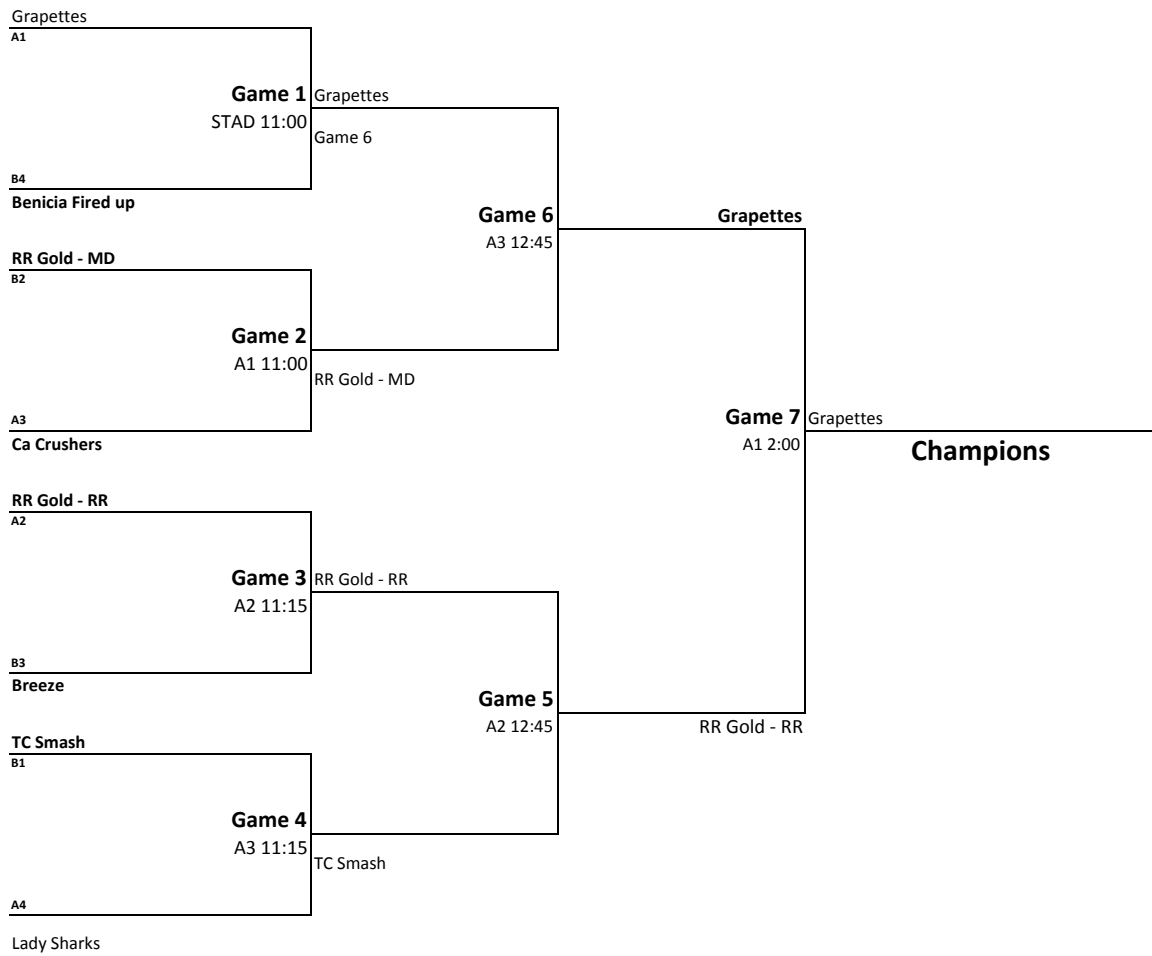 Grapettes
A1
Game 1
Grapettes
STAD 11:00
Game 6
B4
Benicia Fired up
Game 6
Grapettes
A3 12:45
RR Gold - MD
B2
Game 2
A1 11:00
RR Gold - MD
A3
Ca Crushers
Game 7
Grapettes
A1 2:00
Champions
RR Gold - RR
A2
Game 3
RR Gold - RR
A2 11:15
B3
Breeze
Game 5
A2 12:45
RR Gold - RR
TC Smash
B1
Game 4
A3 11:15
TC Smash
A4
Lady Sharks